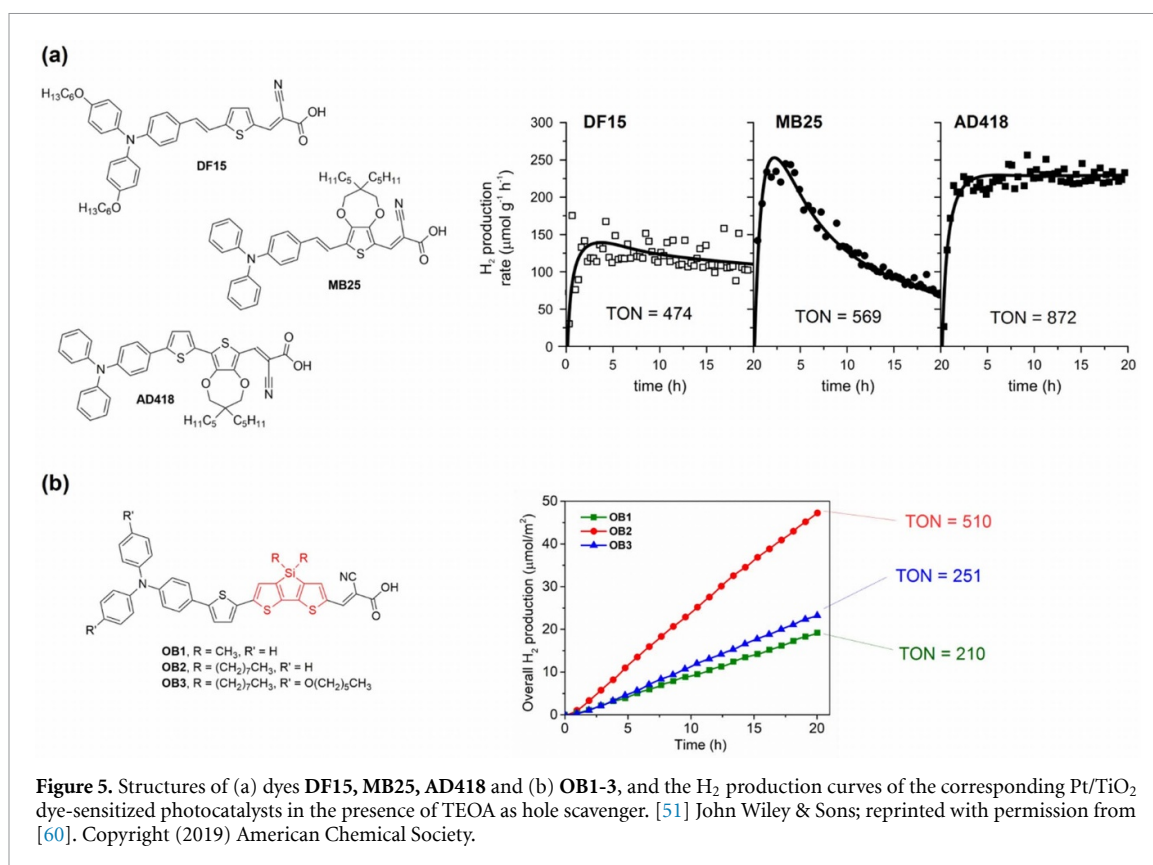 (a)
H13C6O
N
S
N
OH
O
H13C6O
DF15
H11C5 C5H11
O O
N
S
N
OH
O
MB25
N
S
S
O
OH
O O
N
AD418
H11C5 C5H11
DF15 MB25 AD418
H2 production
rate (μmol g-1 h-1)
300
250
200
150
100
50
0
TON = 474 TON = 569 TON = 872
0 5 10 15 20 5 10 15 20 5 10 15 20
time (h) time (h) time (h)
(b)
R'
N
R'
S
R R
Si
S S
NC
OH
O
OB1, R = CH3, R' = H
OB2, R = (CH2)7CH3, R' = H
OB3, R = (CH2)7CH3, R' = O(CH2)5CH3
Overall H2 production (μmol/m2)
50
40
30
20
10
0
OB1
OB2
OB3
0 5 10 15 20
Time (h)
TON = 510
TON = 251
TON = 210
Figure 5. Structures of (a) dyes DF15, MB25, AD418 and (b) OB1-3, and the H2 production curves of the corresponding Pt/TiO2
dye-sensitized photocatalysts in the presence of TEOA as hole scavenger. [51] John Wiley & Sons; reprinted with permission from
[60]. Copyright (2019) American Chemical Society.